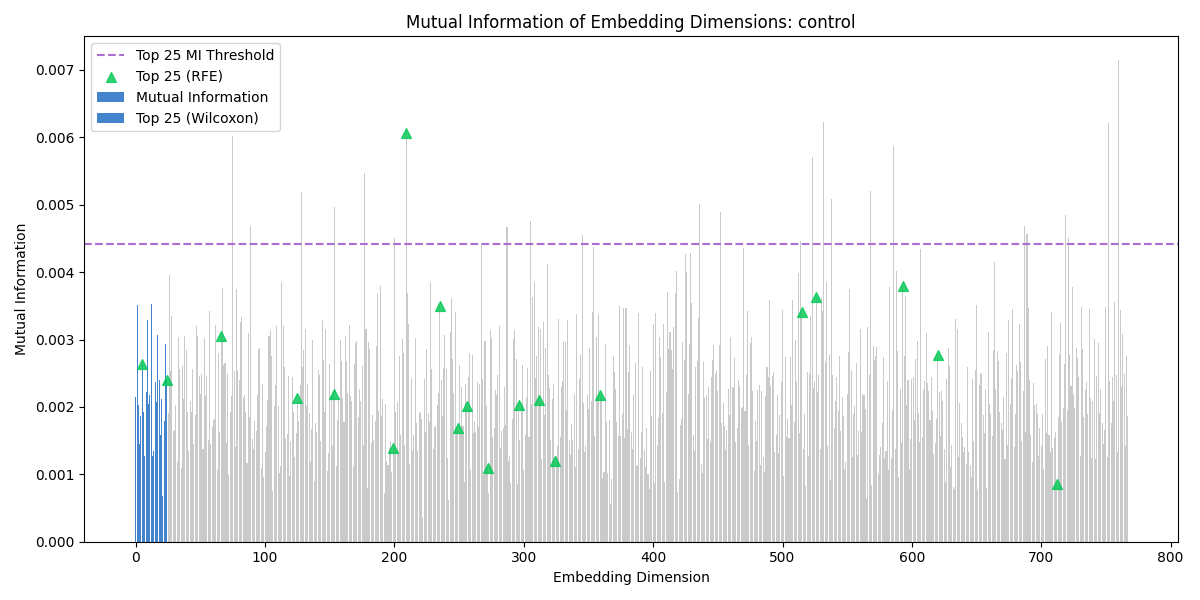 Mutual Information of Embedding Dimensions: control
Top 25 MI Threshold
Top 25 (RFE)
Mutual Information
Top 25 (Wilcoxon)
0.007
0.006
0.005
0.004
0.003
0.002
0.001
0.000
Mutual Information
0 100 200 300 400 500 600 700 800
Embedding Dimension